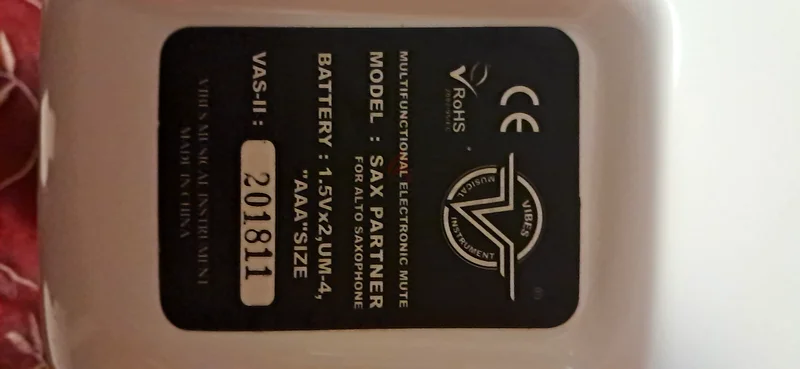 CE
RoHS
VIBES
MUSICAL INSTRUMENT
MULTIFUNCTIONAL ELECTRONIC MUTE
MODEL : SAX PARTNER
FOR ALTO SAXOPHONE
BATTERY : 1.5Vx2,UM-4,
"AAA"SIZE
VAS-II : 201811
VIBES MUSICAL INSTRUMENT
MADE IN CHINA